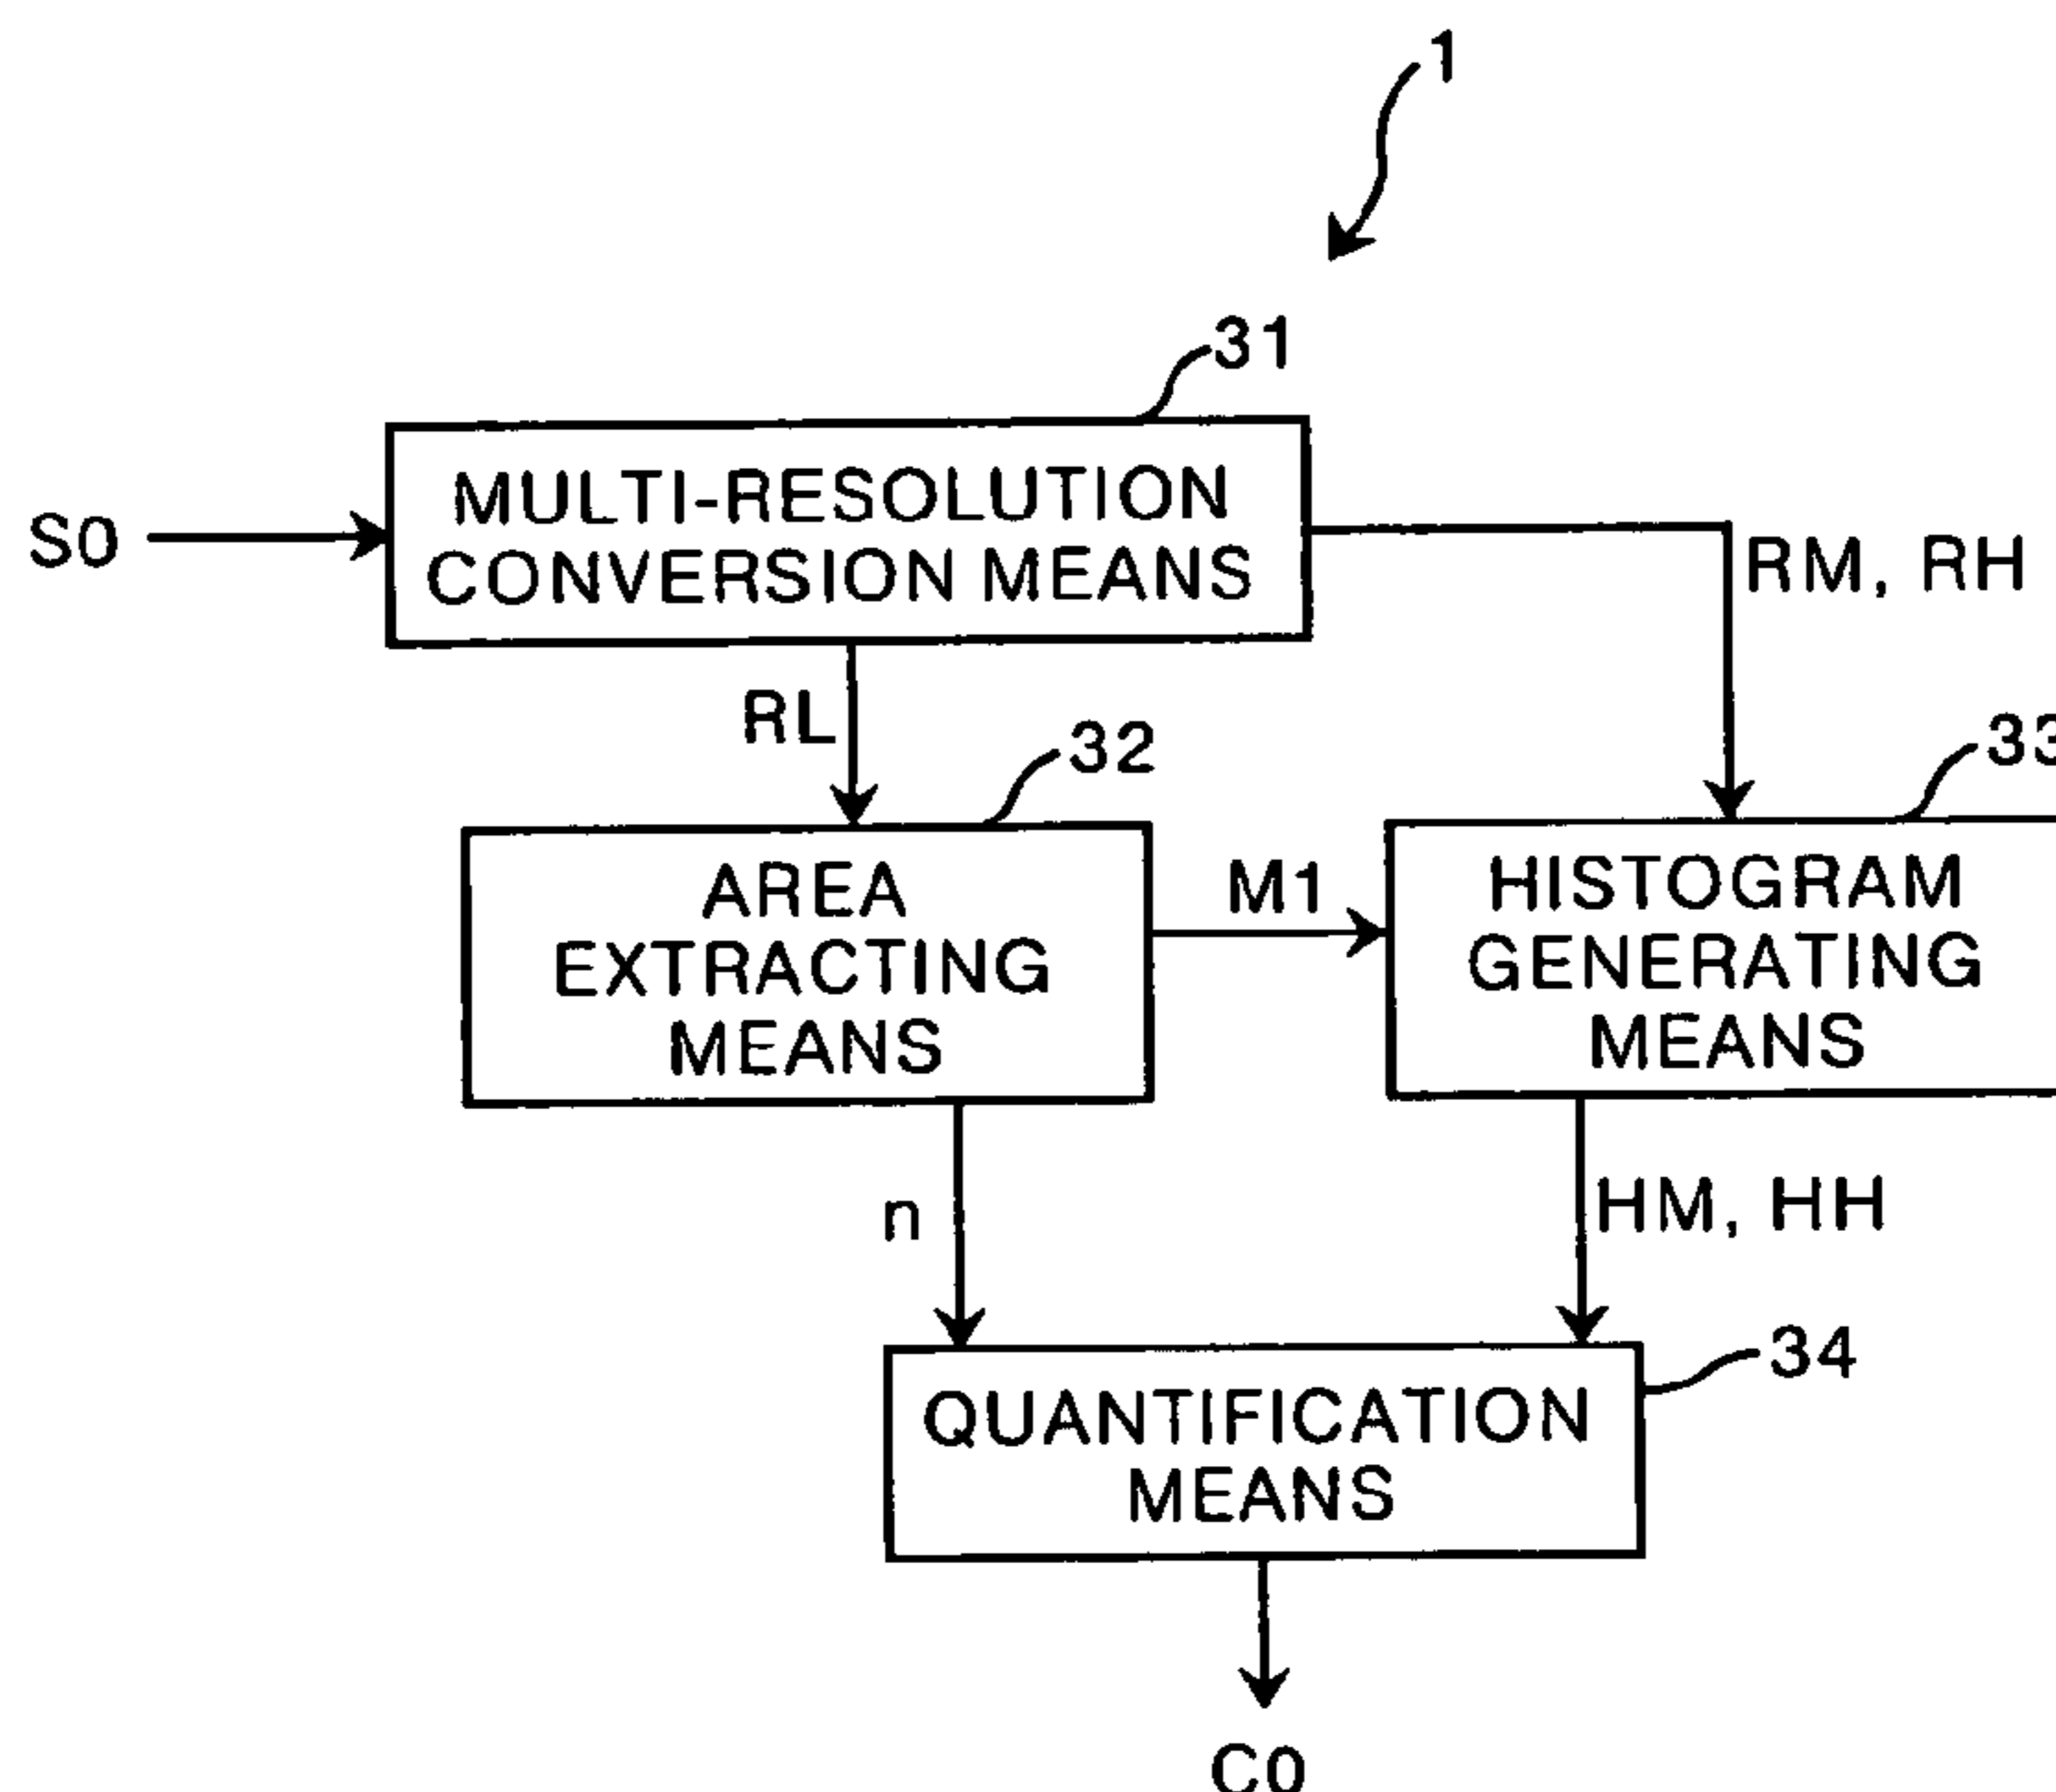 1
31
MULTI-RESOLUTION
CONVERSION MEANS
S0
RM, RH
RL
32
33
AREA
EXTRACTING
MEANS
M1
HISTOGRAM
GENERATING
MEANS
n
HM, HH
34
QUANTIFICATION
MEANS
C0